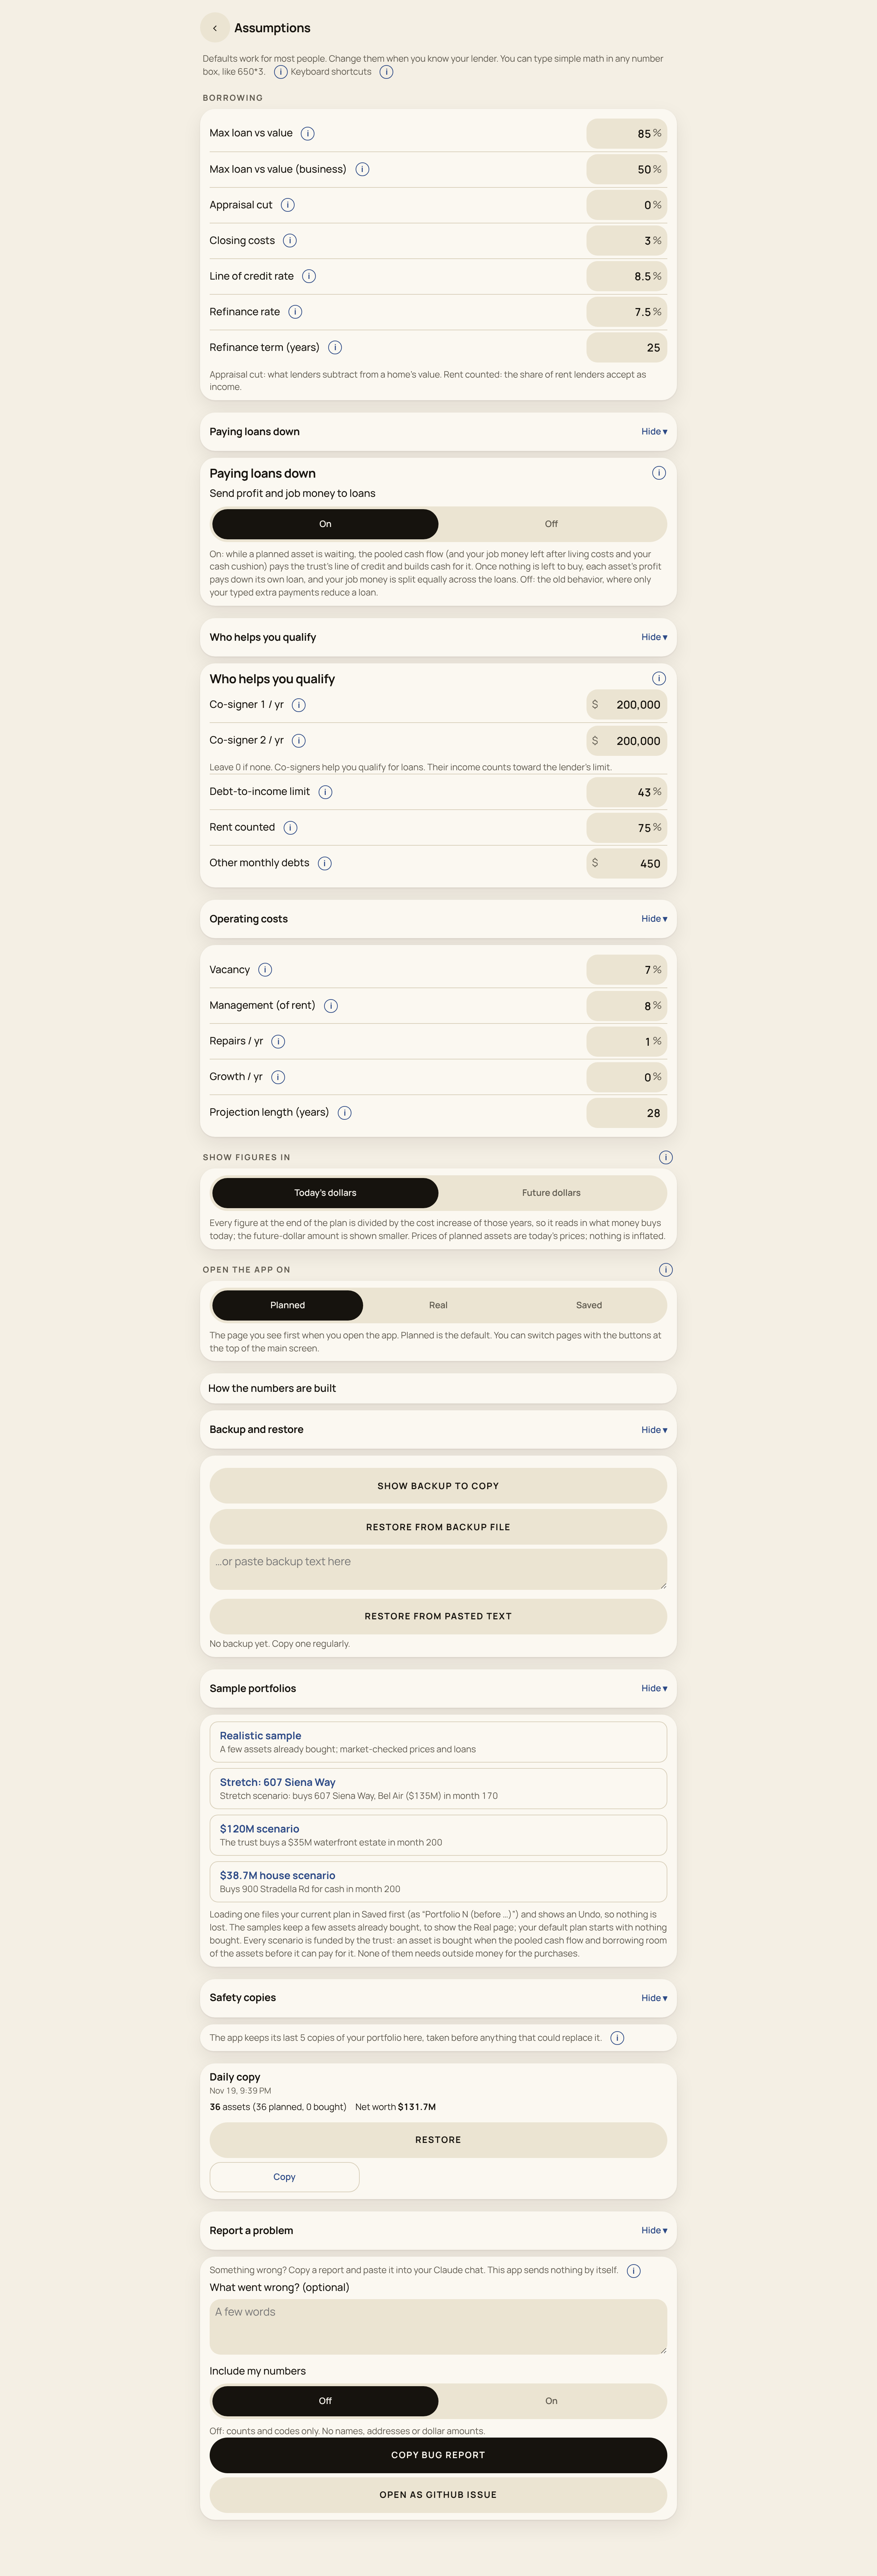 ‹ Assumptions
Defaults work for most people. Change them when you know your lender. You can type simple math in any number
box, like 650*3. i Keyboard shortcuts i
BORROWING
Max loan vs value i 85 %
Max loan vs value (business) i 50 %
Appraisal cut i 0 %
Closing costs i 3 %
Line of credit rate i 8.5 %
Refinance rate i 7.5 %
Refinance term (years) i 25
Appraisal cut: what lenders subtract from a home's value. Rent counted: the share of rent lenders accept as
income.
Paying loans down Hide ▾
Paying loans down i
Send profit and job money to loans
On Off
On: while a planned asset is waiting, the pooled cash flow (and your job money left after living costs and your
cash cushion) pays the trust's line of credit and builds cash for it. Once nothing is left to buy, each asset's profit
pays down its own loan, and your job money is split equally across the loans. Off: the old behavior, where only
your typed extra payments reduce a loan.
Who helps you qualify Hide ▾
Who helps you qualify i
Co-signer 1 / yr i $ 200,000
Co-signer 2 / yr i $ 200,000
Leave 0 if none. Co-signers help you qualify for loans. Their income counts toward the lender's limit.
Debt-to-income limit i 43 %
Rent counted i 75 %
Other monthly debts i $ 450
Operating costs Hide ▾
Vacancy i 7 %
Management (of rent) i 8 %
Repairs / yr i 1 %
Growth / yr i 0 %
Projection length (years) i 28
SHOW FIGURES IN i
Today's dollars Future dollars
Every figure at the end of the plan is divided by the cost increase of those years, so it reads in what money buys
today; the future-dollar amount is shown smaller. Prices of planned assets are today's prices; nothing is inflated.
OPEN THE APP ON i
Planned Real Saved
The page you see first when you open the app. Planned is the default. You can switch pages with the buttons at
the top of the main screen.
How the numbers are built
Backup and restore Hide ▾
SHOW BACKUP TO COPY
RESTORE FROM BACKUP FILE
…or paste backup text here
RESTORE FROM PASTED TEXT
No backup yet. Copy one regularly.
Sample portfolios Hide ▾
Realistic sample
A few assets already bought; market-checked prices and loans
Stretch: 607 Siena Way
Stretch scenario: buys 607 Siena Way, Bel Air ($135M) in month 170
$120M scenario
The trust buys a $35M waterfront estate in month 200
$38.7M house scenario
Buys 900 Stradella Rd for cash in month 200
Loading one files your current plan in Saved first (as “Portfolio N (before …)”) and shows an Undo, so nothing is
lost. The samples keep a few assets already bought, to show the Real page; your default plan starts with nothing
bought. Every scenario is funded by the trust: an asset is bought when the pooled cash flow and borrowing room
of the assets before it can pay for it. None of them needs outside money for the purchases.
Safety copies Hide ▾
The app keeps its last 5 copies of your portfolio here, taken before anything that could replace it. i
Daily copy
Nov 19, 9:39 PM
36 assets (36 planned, 0 bought) Net worth $131.7M
RESTORE
Copy
Report a problem Hide ▾
Something wrong? Copy a report and paste it into your Claude chat. This app sends nothing by itself. i
What went wrong? (optional)
A few words
Include my numbers
Off On
Off: counts and codes only. No names, addresses or dollar amounts.
COPY BUG REPORT
OPEN AS GITHUB ISSUE